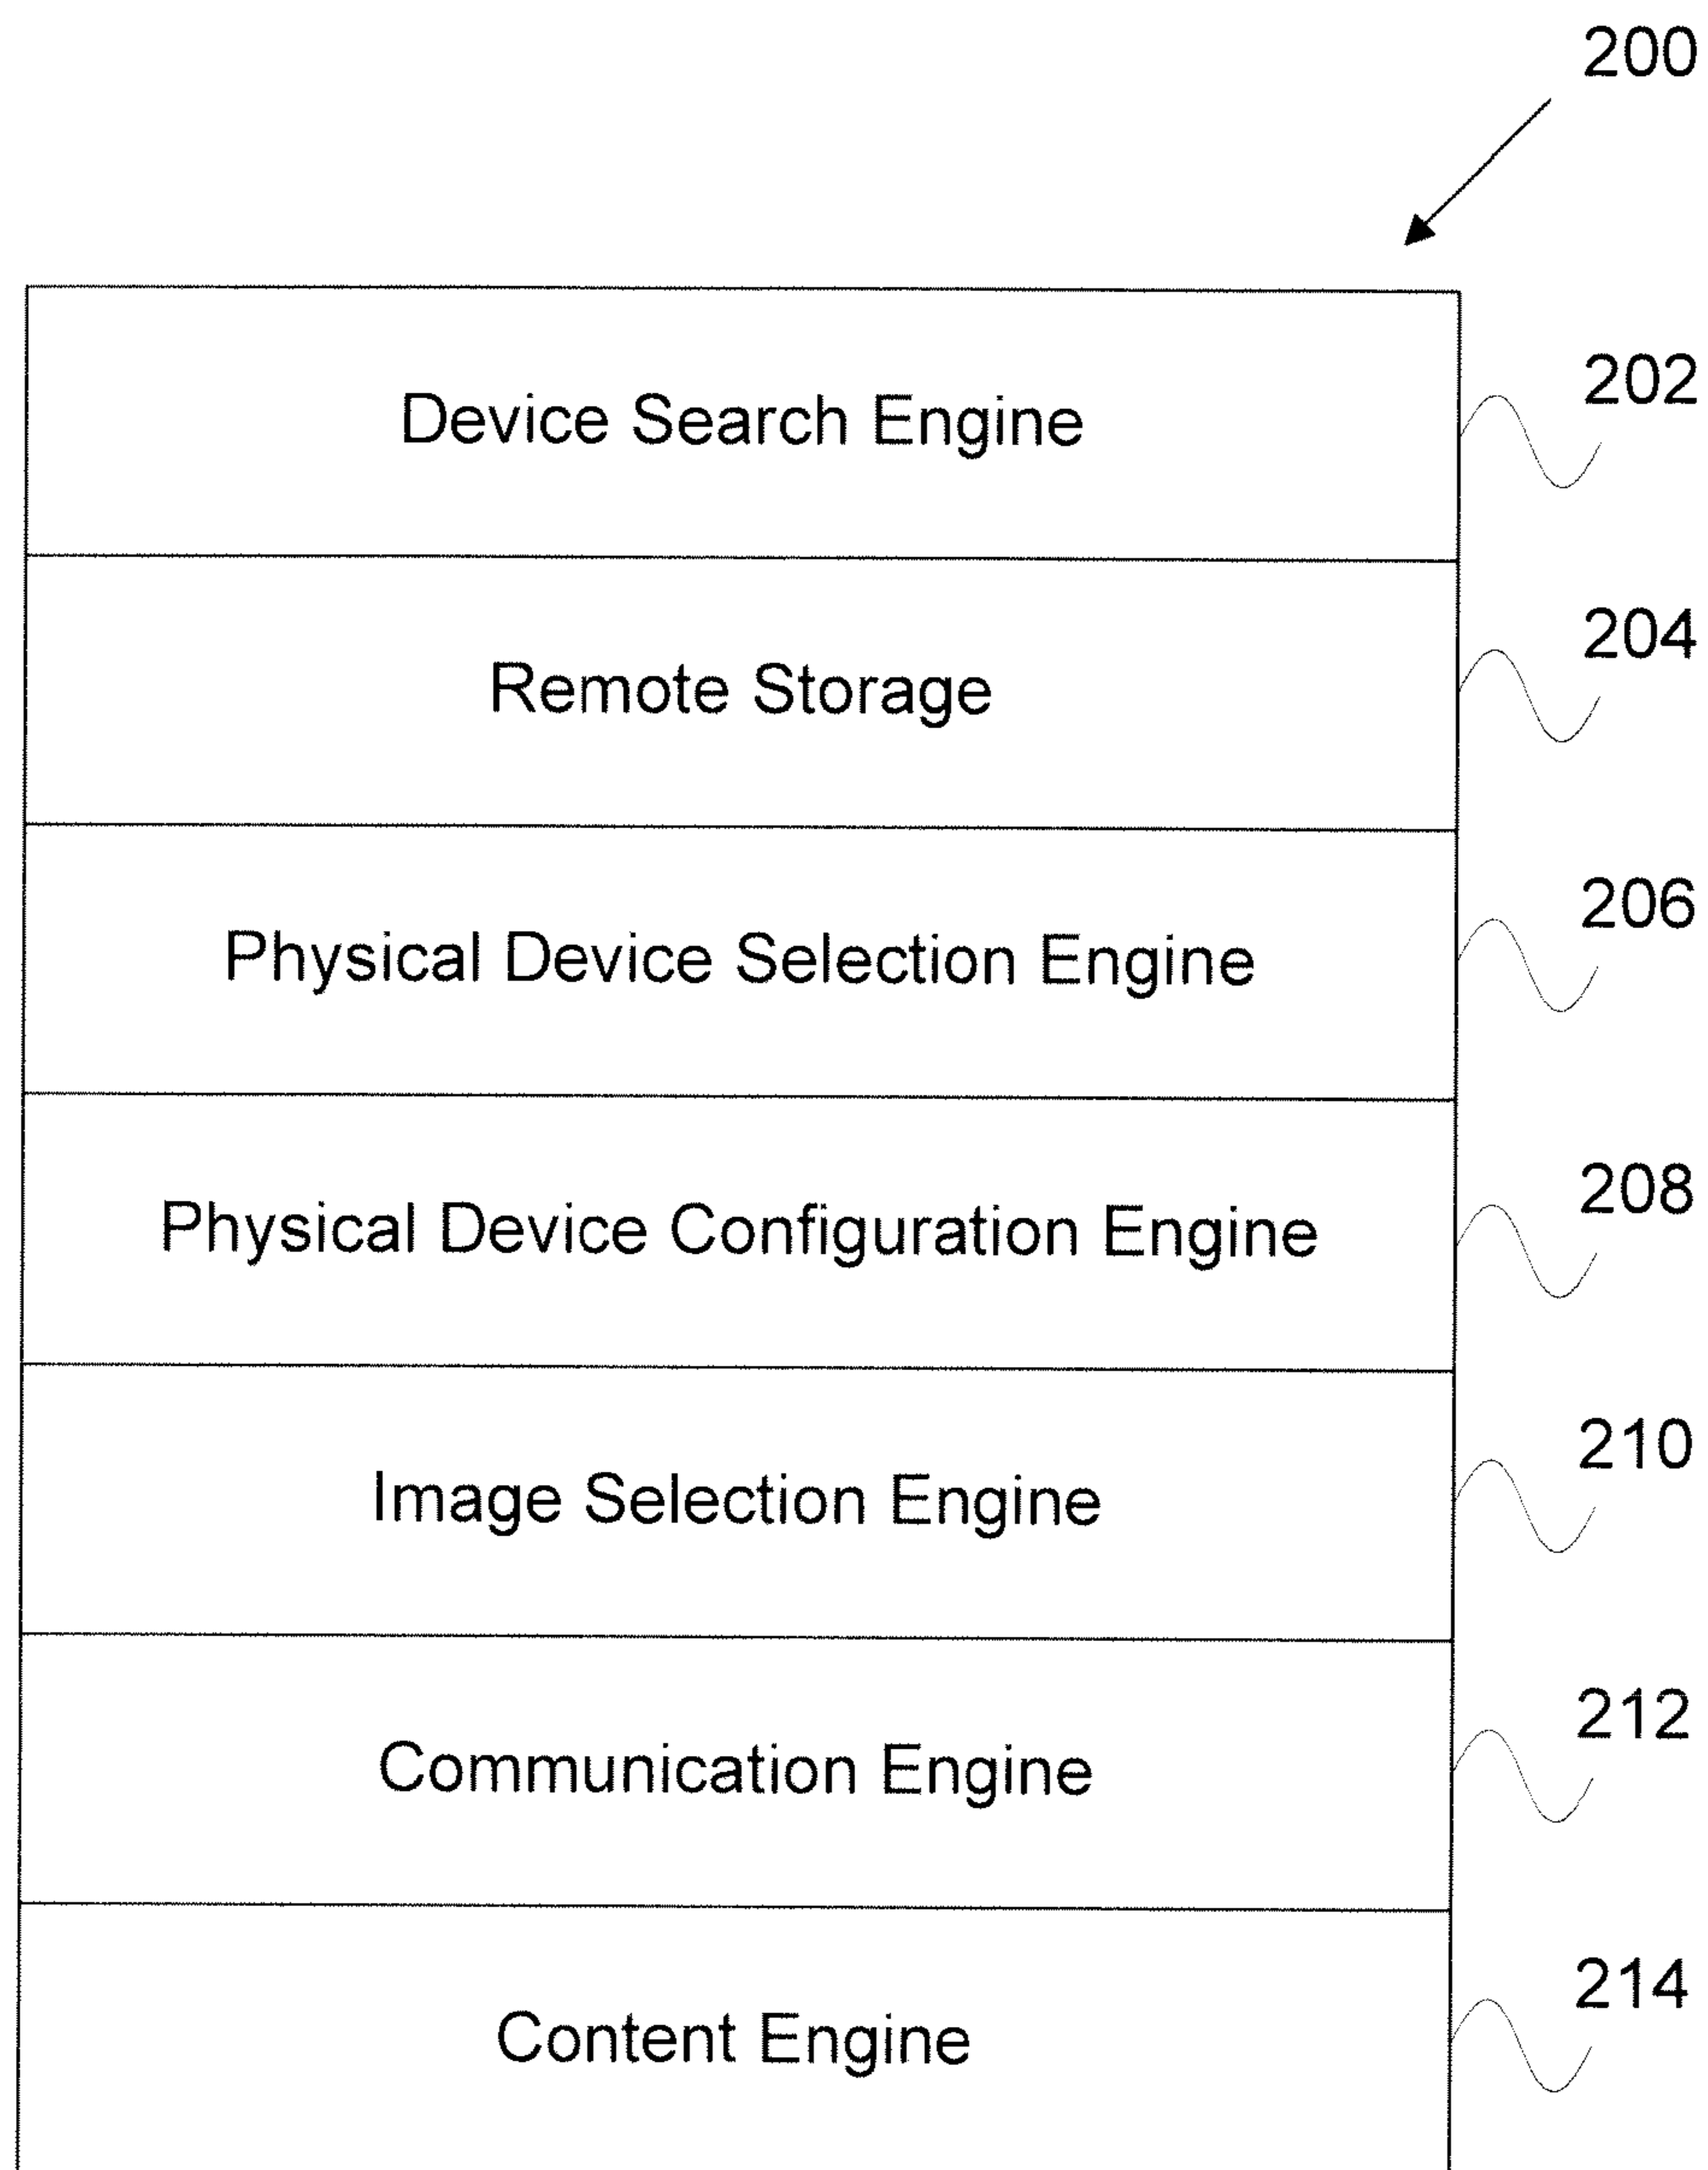 200
Device Search Engine
202
Remote Storage
204
Physical Device Selection Engine
206
Physical Device Configuration Engine
208
Image Selection Engine
210
Communication Engine
212
Content Engine
214